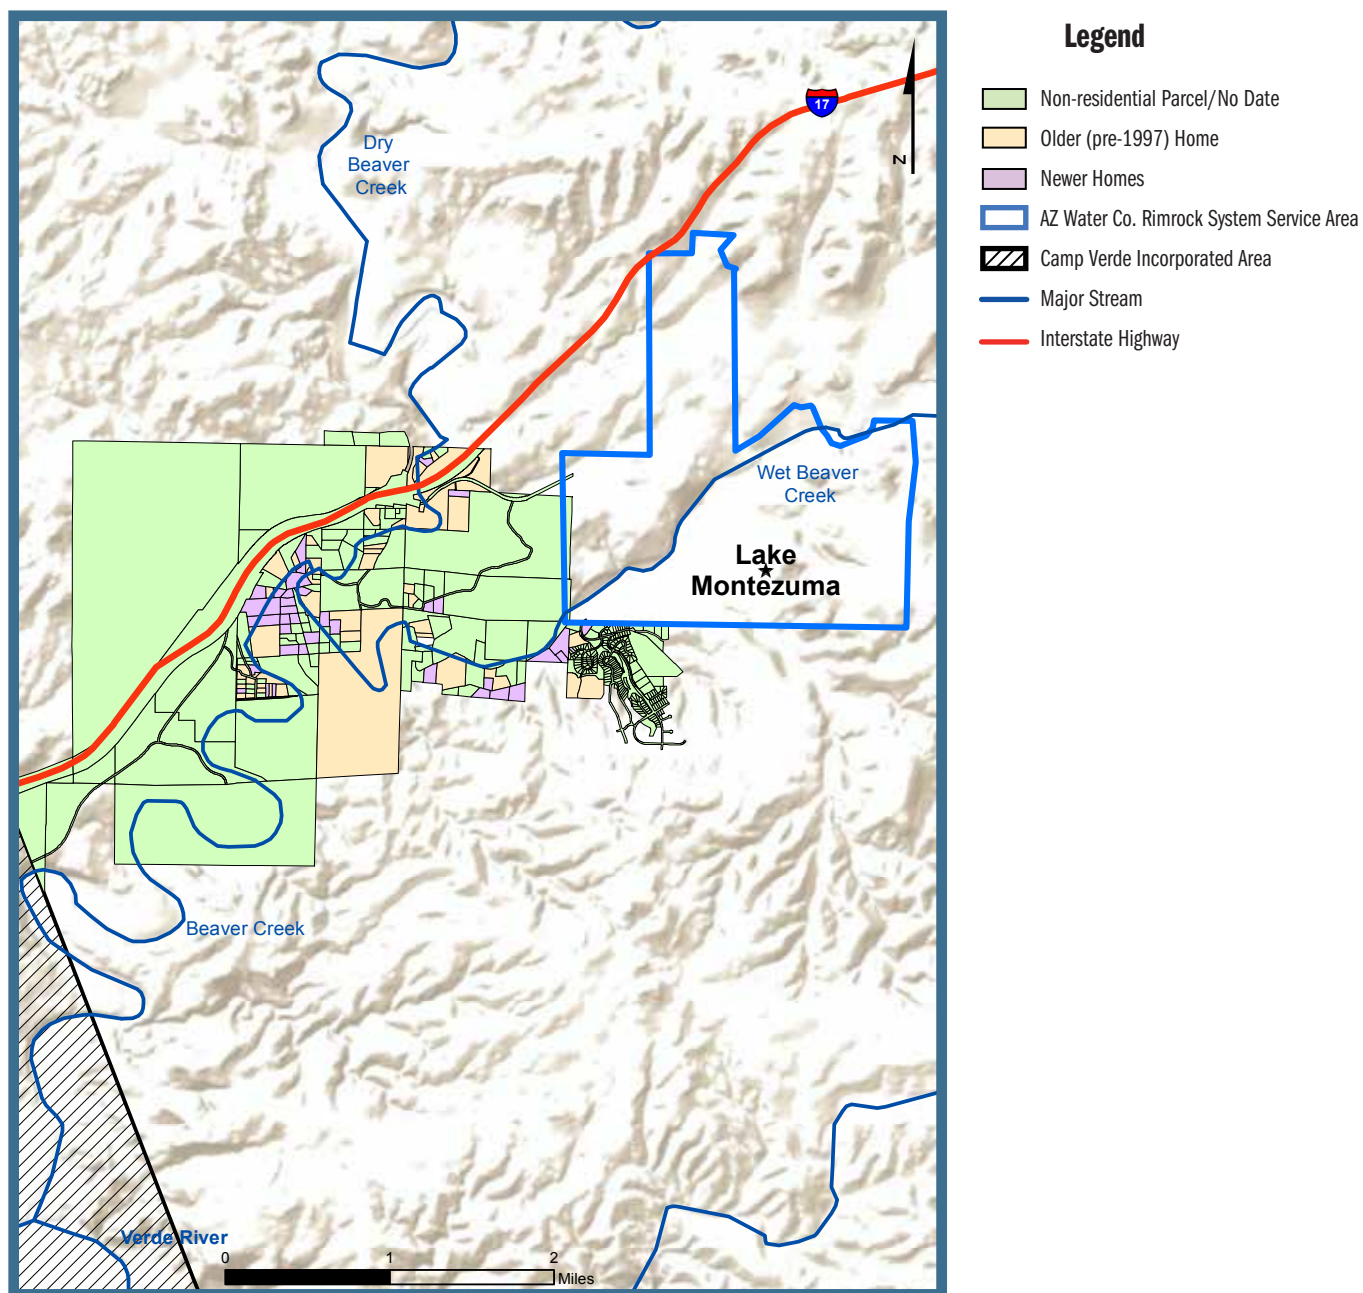 Legend
Non-residential Parcel/No Date
Older (pre-1997) Home
Newer Homes
AZ Water Co. Rimrock System Service Area
Camp Verde Incorporated Area
Major Stream
Interstate Highway
17
N
Dry
Beaver
Creek
Wet Beaver
Creek
Lake
Montezuma
Beaver Creek
Verde River
0 1 2
Miles